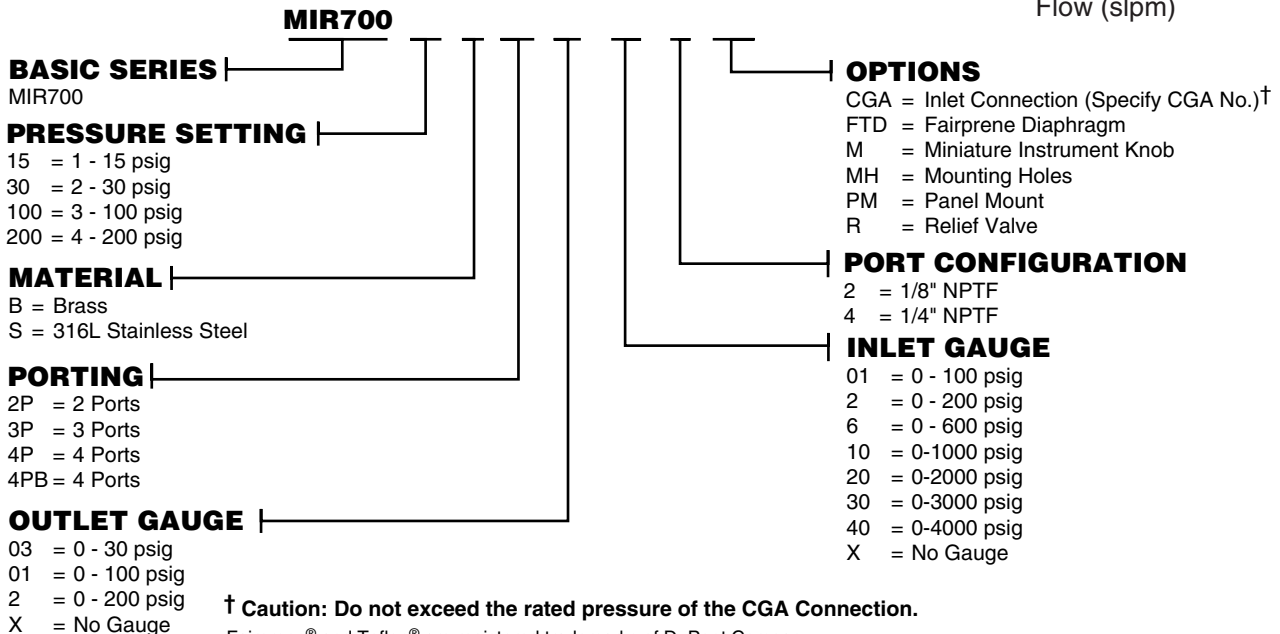 Flow (slpm)
MIR700
BASIC SERIES
MIR700
PRESSURE SETTING
15 = 1 - 15 psig
30 = 2 - 30 psig
100 = 3 - 100 psig
200 = 4 - 200 psig
MATERIAL
B = Brass
S = 316L Stainless Steel
PORTING
2P = 2 Ports
3P = 3 Ports
4P = 4 Ports
4PB = 4 Ports
OUTLET GAUGE
03 = 0 - 30 psig
01 = 0 - 100 psig
2 = 0 - 200 psig
X = No Gauge
OPTIONS
CGA = Inlet Connection (Specify CGA No.)†
FTD = Fairprene Diaphragm
M = Miniature Instrument Knob
MH = Mounting Holes
PM = Panel Mount
R = Relief Valve
PORT CONFIGURATION
2 = 1/8" NPTF
4 = 1/4" NPTF
INLET GAUGE
01 = 0 - 100 psig
2 = 0 - 200 psig
6 = 0 - 600 psig
10 = 0-1000 psig
20 = 0-2000 psig
30 = 0-3000 psig
40 = 0-4000 psig
X = No Gauge
† Caution: Do not exceed the rated pressure of the CGA Connection.